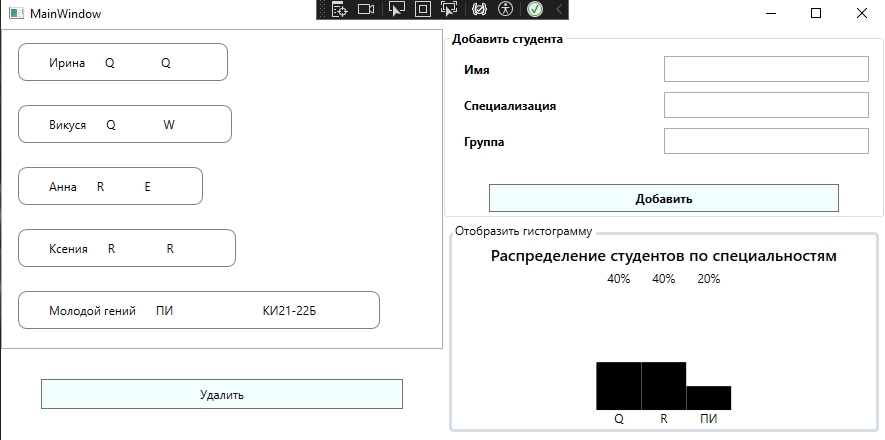 MainWindow
Ирина Q Q
Викуся Q W
Анна R E
Ксения R R
Молодой гений ПИ КИ21-22Б
Удалить
Добавить студента
Имя
Специализация
Группа
Добавить
Отобразить гистограмму
Распределение студентов по специальностям
40% 40% 20%
Q R ПИ